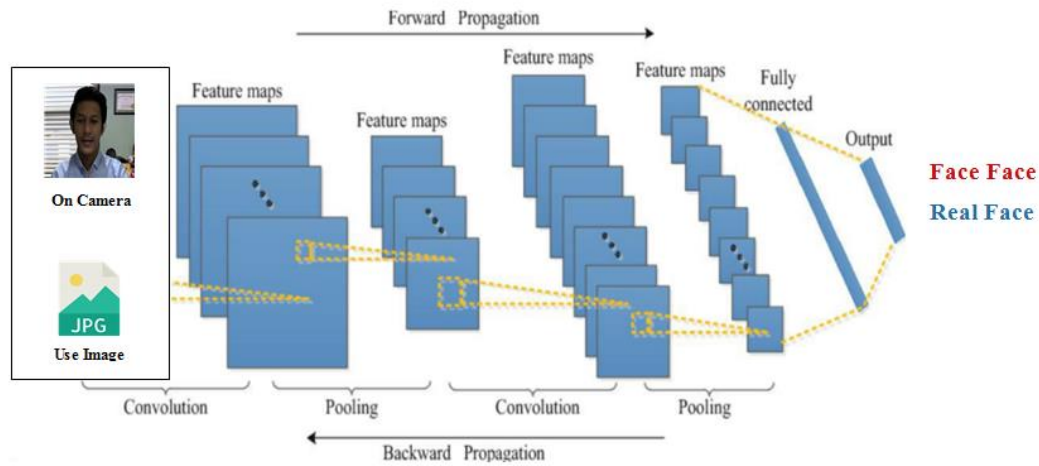 Forward Propagation
Feature maps
Feature maps
Feature maps
Feature maps
Fully
connected
Output
On Camera
JPG
Use Image
Face Face
Real Face
Convolution
Pooling
Convolution
Pooling
Backward Propagation